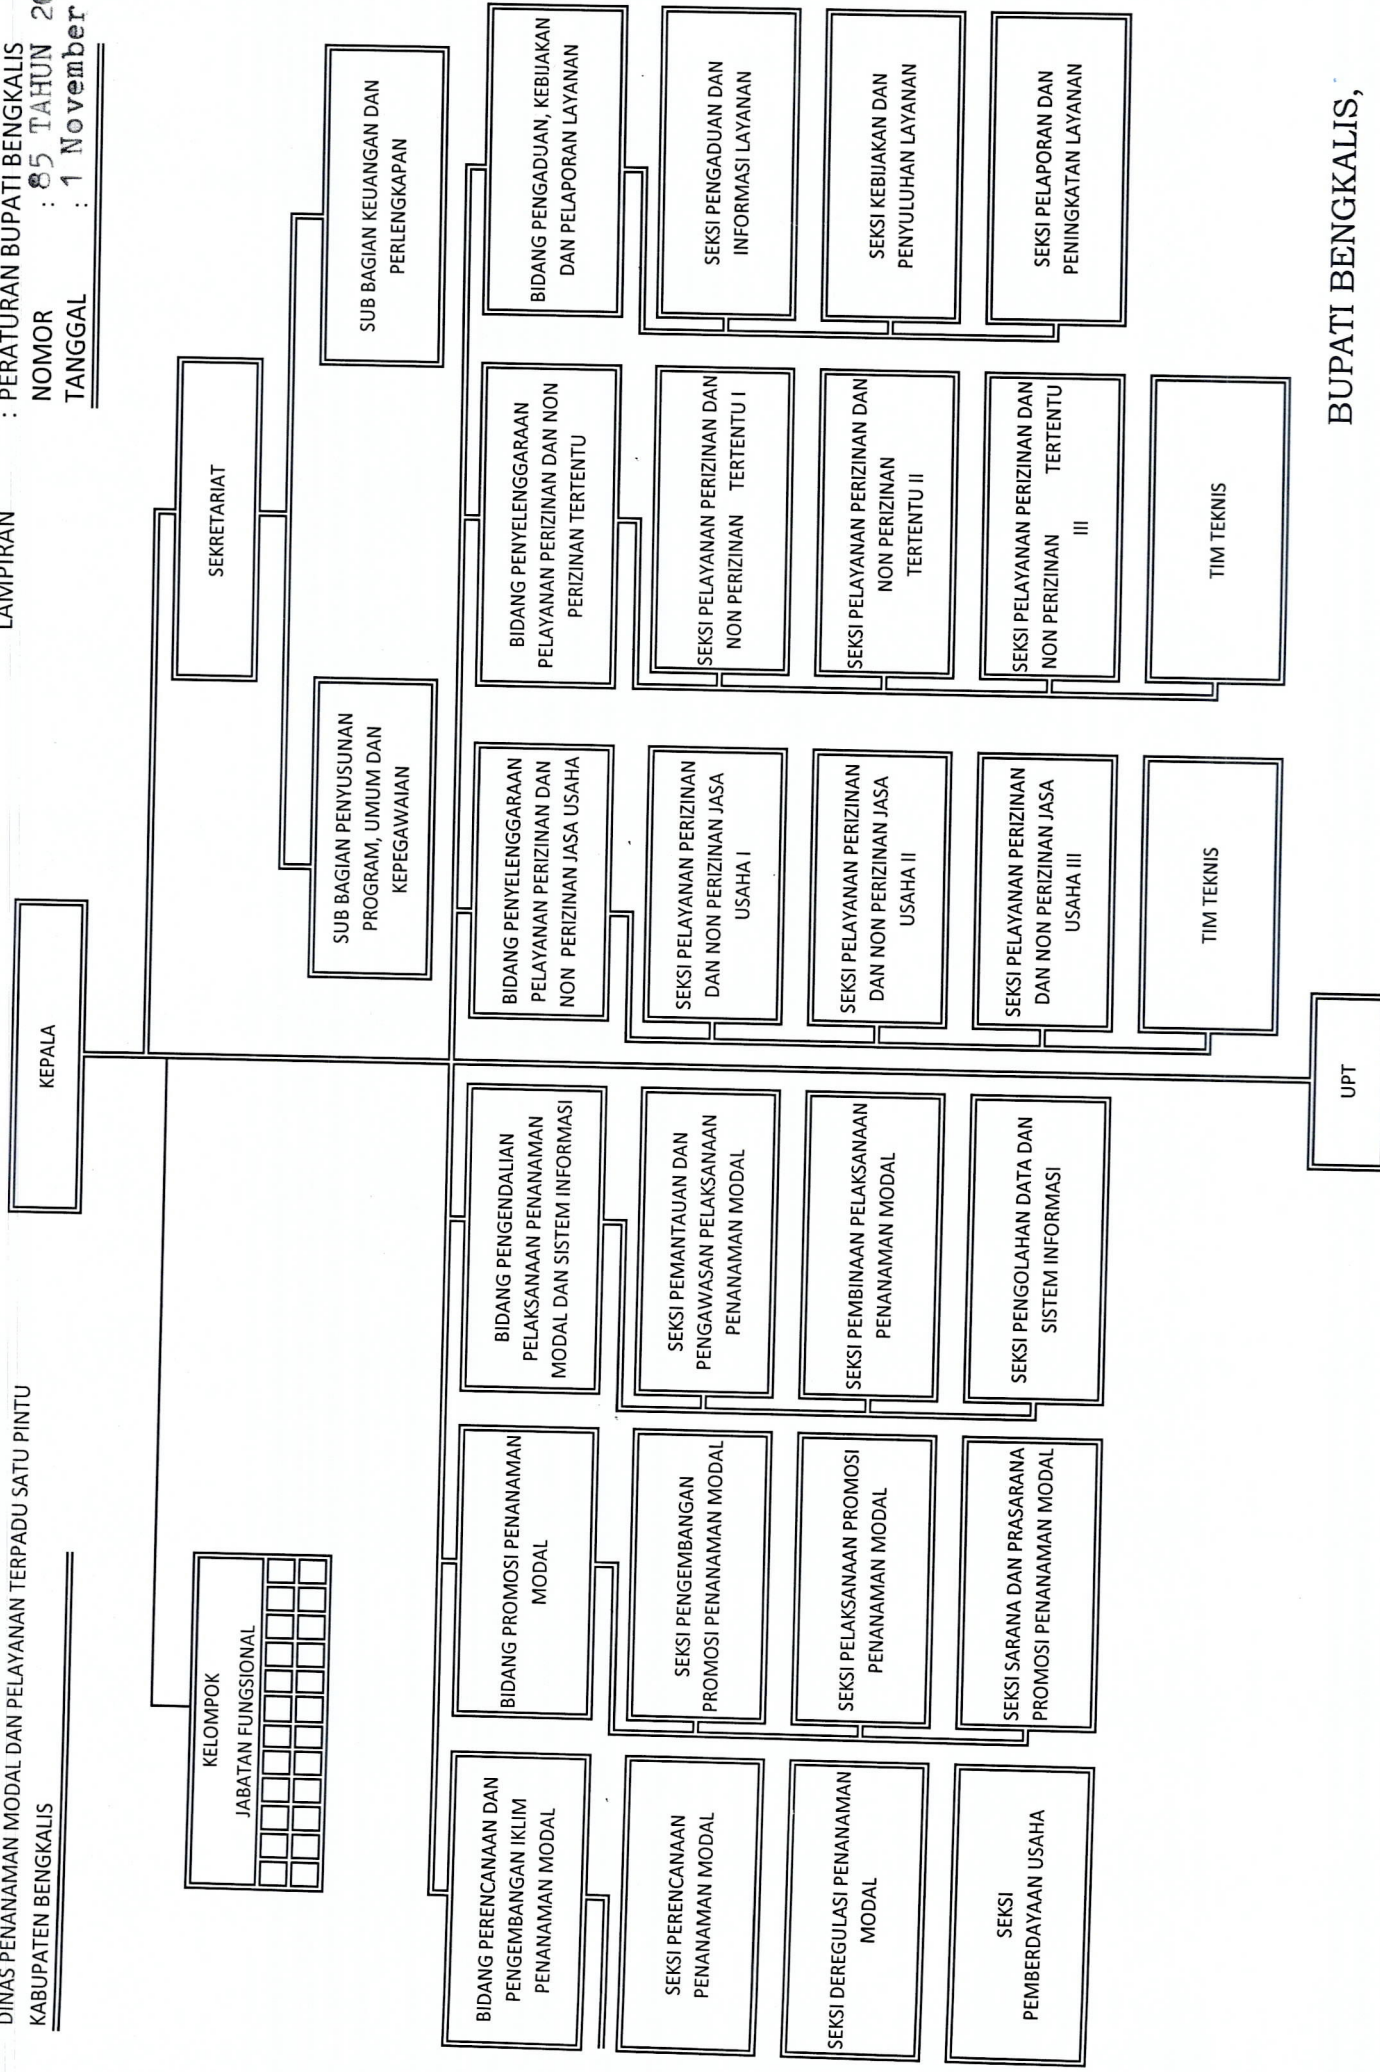 DINAS PENANAMAN MODAL DAN PELAYANAN TERPADU SATU PINTU
KABUPATEN BENGKALIS
LAMPIRAN : PERATURAN BUPATI BENGKALIS
NOMOR : 85 TAHUN
TANGGAL : 1 November
KEPALA
SEKRETARIAT
KELOMPOK
JABATAN FUNGSIONAL
SUB BAGIAN PENYUSUNAN
PROGRAM, UMUM DAN
KEPEGAWAIAN
SUB BAGIAN KEUANGAN DAN
PERLENGKAPAN
BIDANG PERENCANAAN DAN
PENGEMBANGAN IKLIM
PENANAMAN MODAL
SEKSI PERENCANAAN
PENANAMAN MODAL
SEKSI DEREGULASI PENANAMAN
MODAL
SEKSI
PEMBERDAYAAN USAHA
BIDANG PROMOSI PENANAMAN
MODAL
SEKSI PENGEMBANGAN
PROMOSI PENANAMAN MODAL
SEKSI PELAKSANAAN PROMOSI
PENANAMAN MODAL
SEKSI SARANA DAN PRASARANA
PROMOSI PENANAMAN MODAL
BIDANG PENGENDALIAN
PELAKSANAAN PENANAMAN
MODAL DAN SISTEM INFORMASI
SEKSI PEMANTAUAN DAN
PENGAWASAN PELAKSANAAN
PENANAMAN MODAL
SEKSI PEMBINAAN PELAKSANAAN
PENANAMAN MODAL
SEKSI PENGOLAHAN DATA DAN
SISTEM INFORMASI
BIDANG PENYELENGGARAAN
PELAYANAN PERIZINAN DAN
NON PERIZINAN JASA USAHA
SEKSI PELAYANAN PERIZINAN
DAN NON PERIZINAN JASA
USAHA I
SEKSI PELAYANAN PERIZINAN
DAN NON PERIZINAN JASA
USAHA II
SEKSI PELAYANAN PERIZINAN
DAN NON PERIZINAN JASA
USAHA III
TIM TEKNIS
BIDANG PENYELENGGARAAN
PELAYANAN PERIZINAN DAN NON
PERIZINAN TERTENTU
SEKSI PELAYANAN PERIZINAN DAN
NON PERIZINAN TERTENTU I
SEKSI PELAYANAN PERIZINAN DAN
NON PERIZINAN
TERTENTU II
SEKSI PELAYANAN PERIZINAN DAN
NON PERIZINAN TERTENTU
III
TIM TEKNIS
BIDANG PENGADUAN, KEBIJAKAN
DAN PELAPORAN LAYANAN
SEKSI PENGADUAN DAN
INFORMASI LAYANAN
SEKSI KEBIJAKAN DAN
PENYULUHAN LAYANAN
SEKSI PELAPORAN DAN
PENINGKATAN LAYANAN
UPT
BUPATI BENGKALIS,